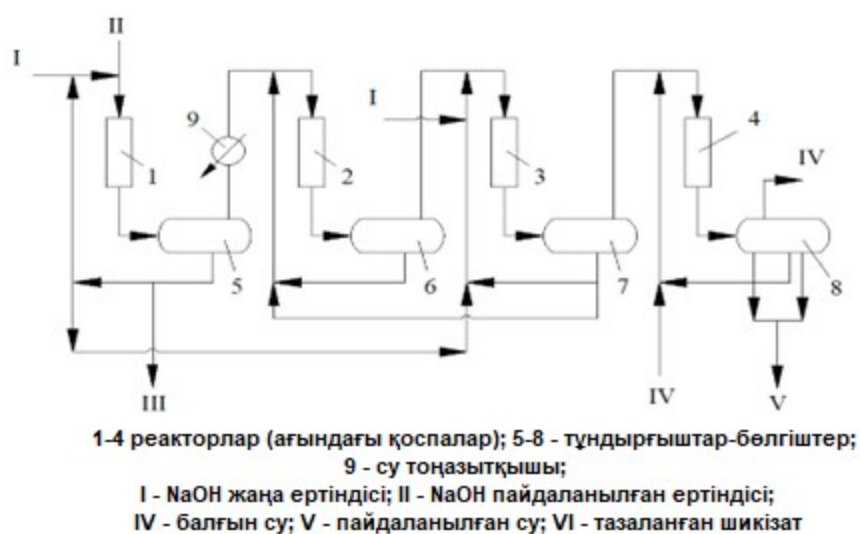 II
I
9
I
4
IV
1
2
3
5
6
7
8
III
IV
V
1-4 реакторлар (ағындағы қоспалар); 5-8 - тұндырғыштар-бөлгіштер;
9 - су тоңазытқышы;
I - NaOH жаңа ертіндісі; II - NaOH пайдаланылған ертіндісі;
IV - балғын су; V - пайдаланылған су; VI - тазаланған шикізат